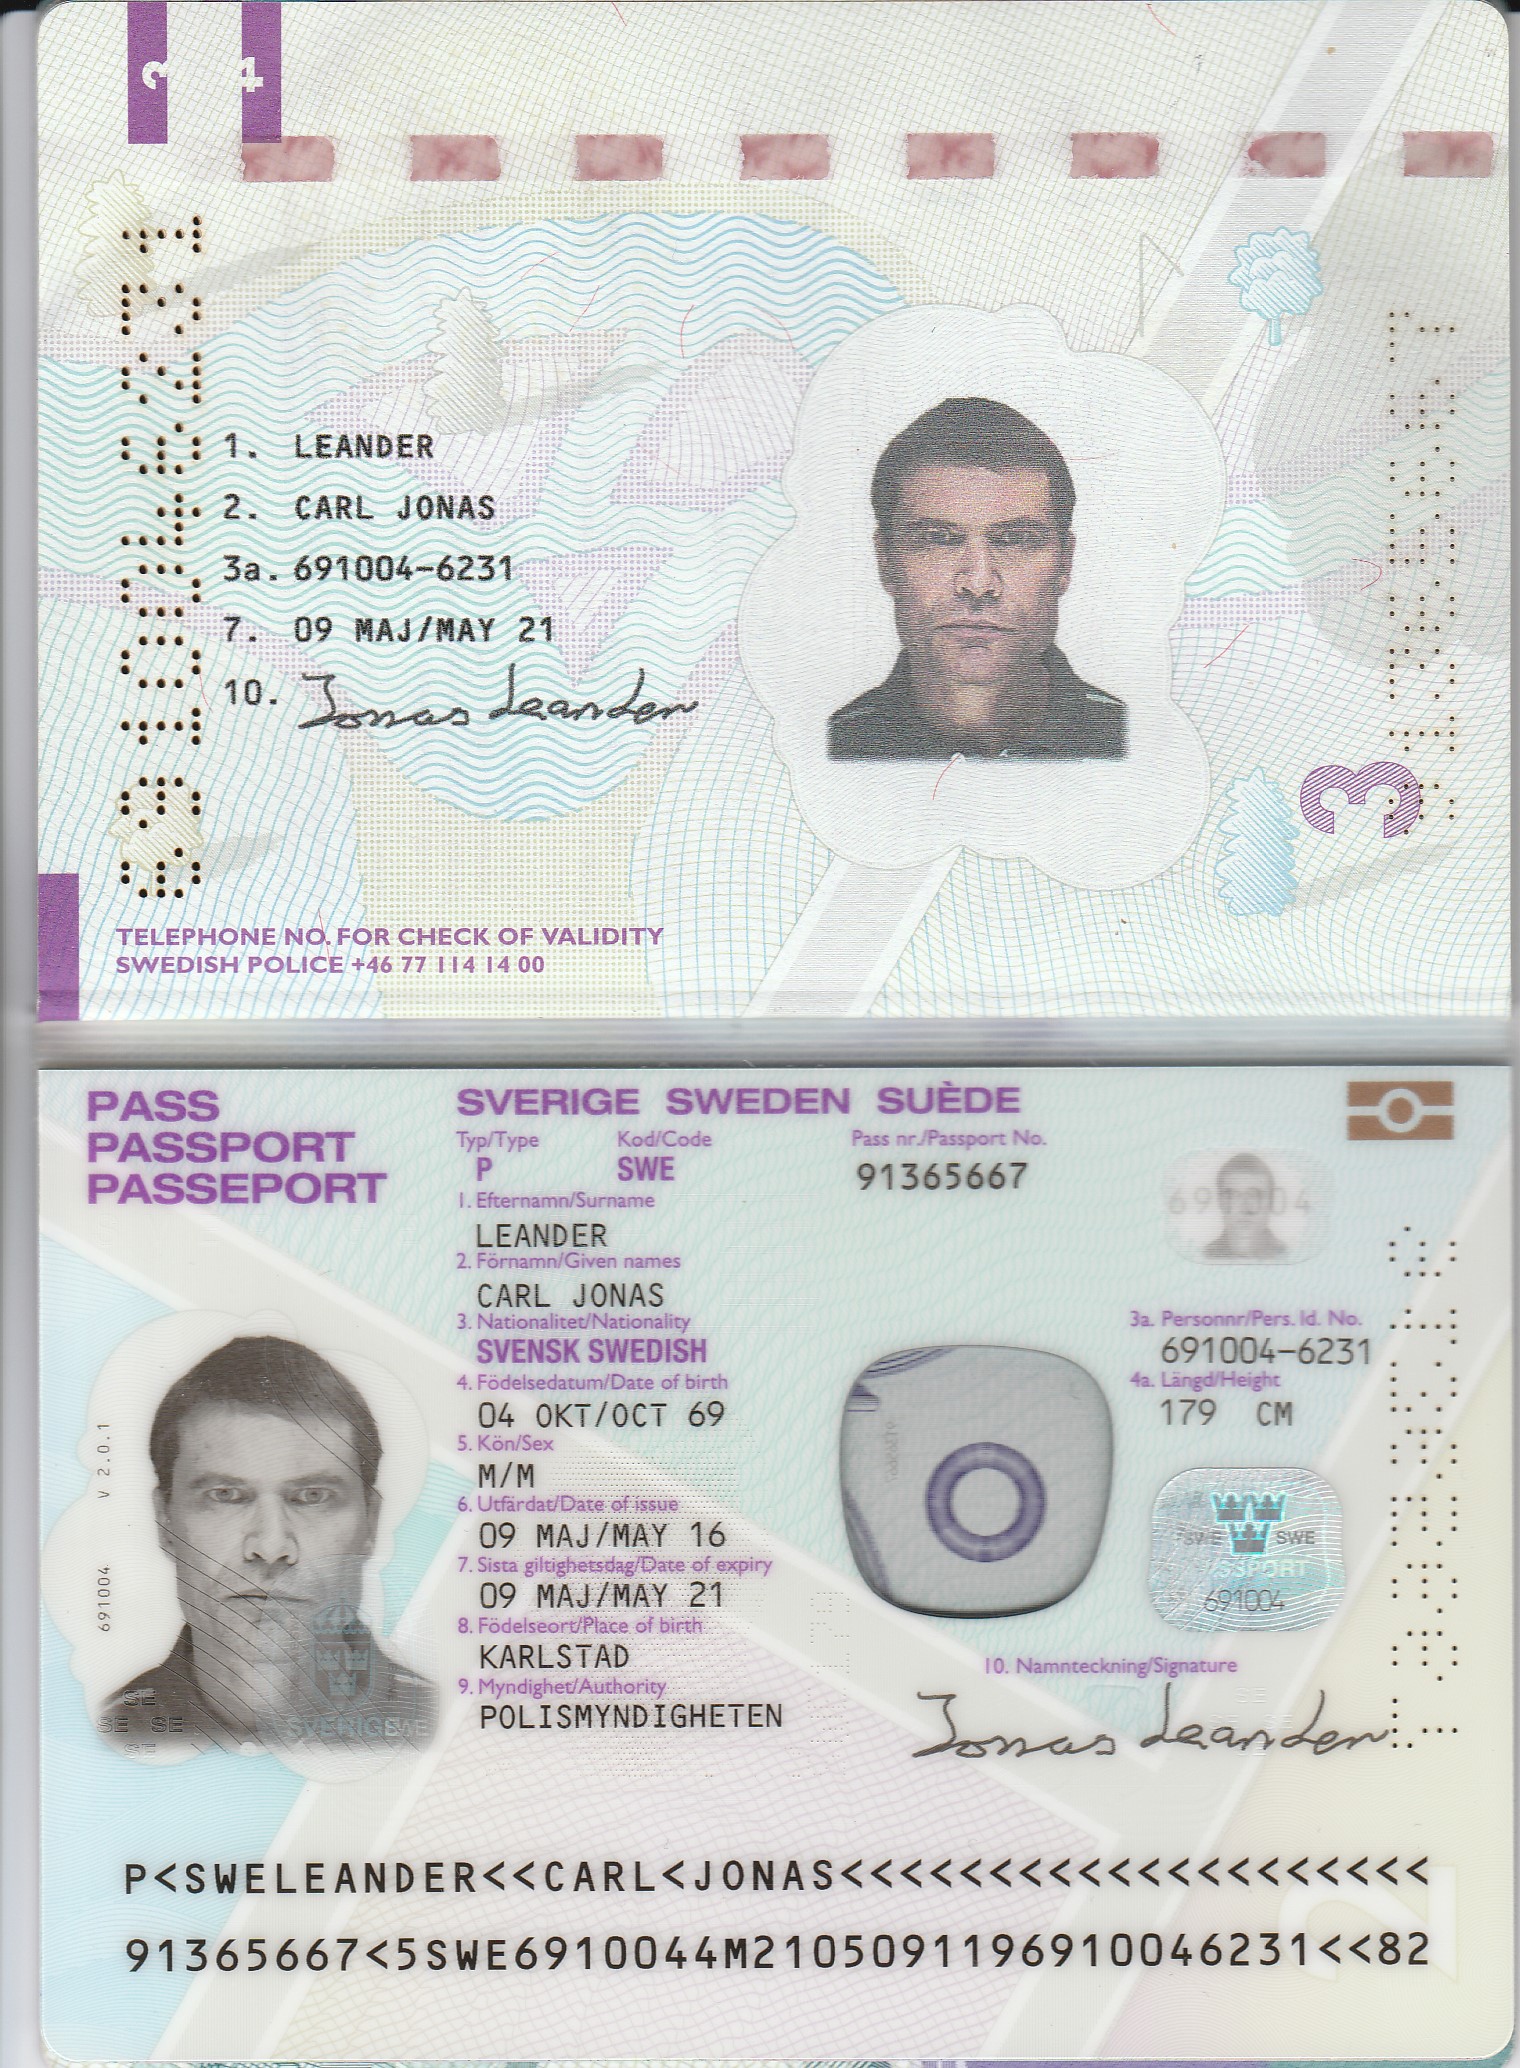 3 4
1. LEANDER
2. CARL JONAS
3a. 691004-6231
7. 09 MAJ/MAY 21
10. Jonas Leander
3
TELEPHONE NO. FOR CHECK OF VALIDITY
SWEDISH POLICE +46 77 114 14 00
PASS
PASSPORT
PASSEPORT
SVERIGE SWEDEN SUÈDE
Typ/Type Kod/Code Pass nr./Passport No.
P SWE 91365667
1. Efternamn/Surname
LEANDER
691004
2. Förnamn/Given names
CARL JONAS
3. Nationalitet/Nationality
SVENSK SWEDISH
3a. Personnr/Pers. Id. No.
691004-6231
4. Födelsedatum/Date of birth
04 OKT/OCT 69
4a. Längd/Height
179 CM
5. Kön/Sex
M/M
6. Utfärdat/Date of issue
09 MAJ/MAY 16
7. Sista giltighetsdag/Date of expiry
09 MAJ/MAY 21
8. Födelseort/Place of birth
KARLSTAD
9. Myndighet/Authority
POLISMYNDIGHETEN
V 2.0.1
691004
SE
SE SE
SE
SVERIGE SWE
SWE SWE
PASSPORT
691004
10. Namnteckning/Signature
Jonas Leander
P<SWELEANDER<<CARL<JONAS<<<<<<<<<<<<<<<<<<<<
91365667<5SWE6910044M2105091196910046231<<82
2